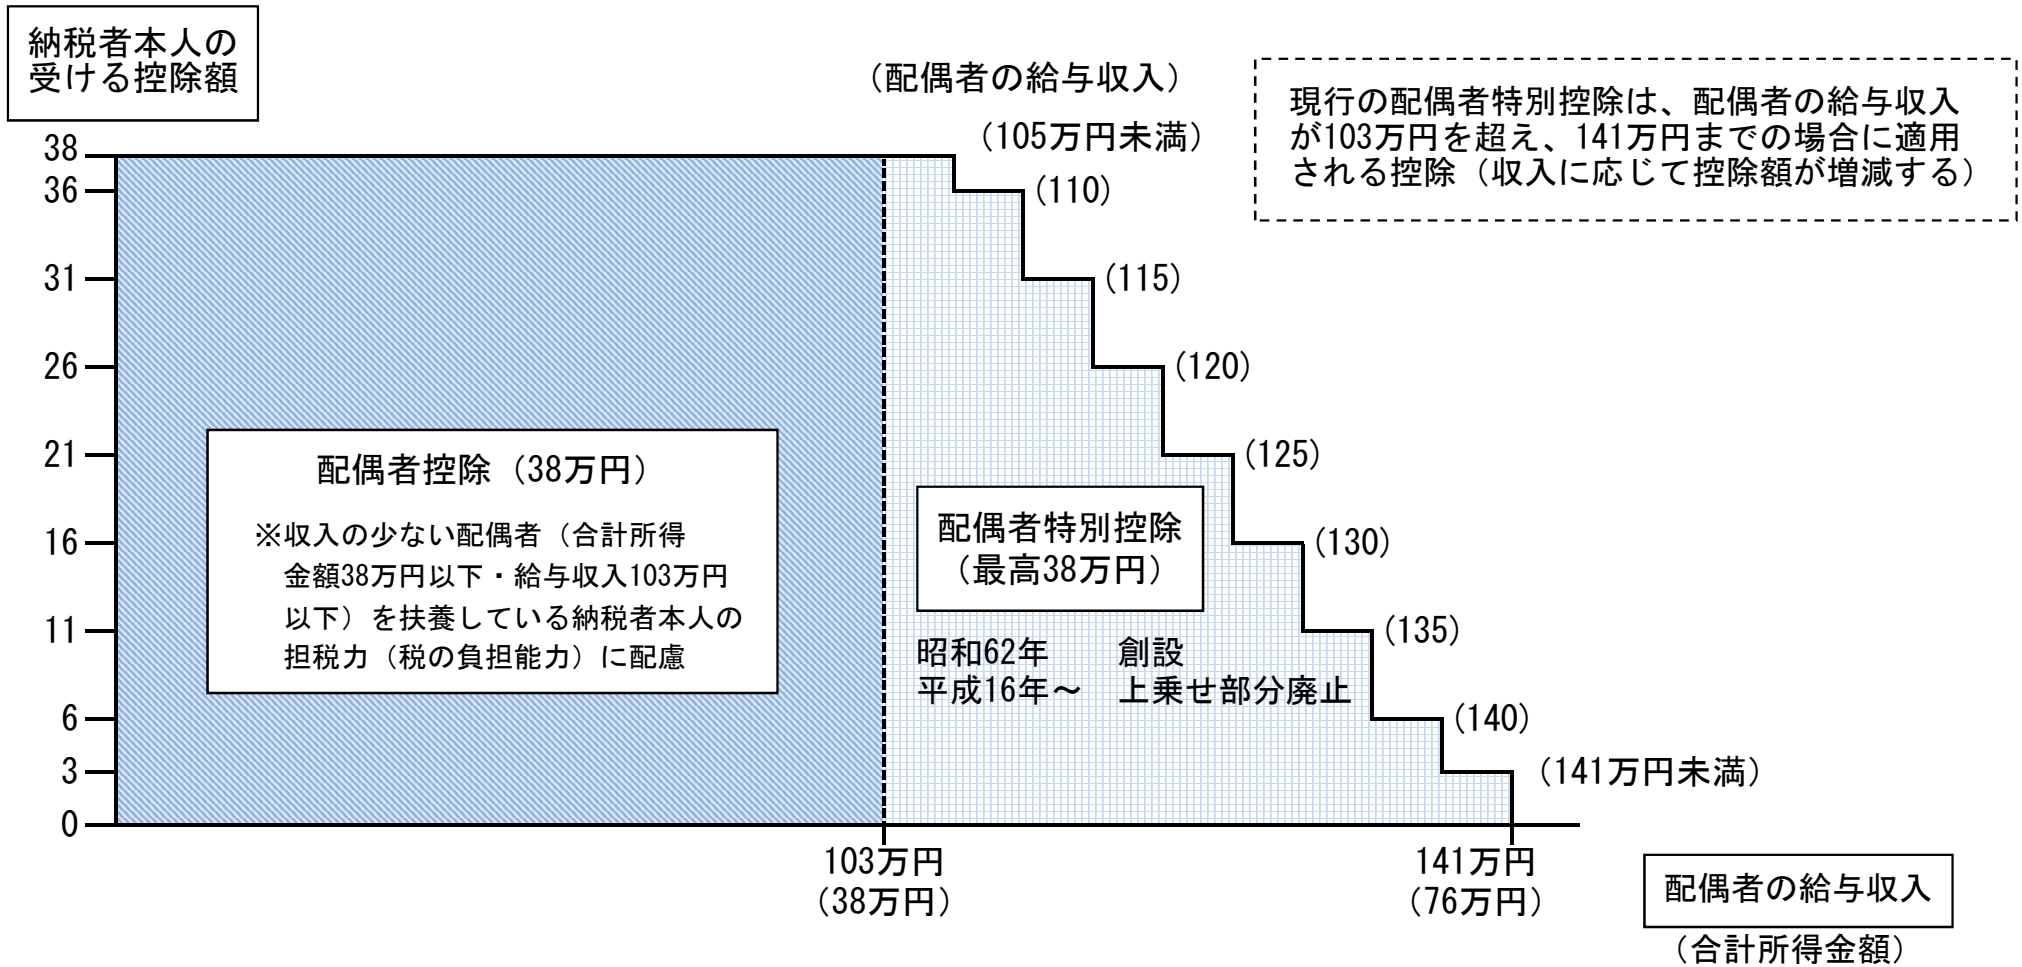 納税者本人の
受ける控除額
（配偶者の給与収入）
（105万円未満）
現行の配偶者特別控除は、配偶者の給与収入
が103万円を超え、141万円までの場合に適用
される控除（収入に応じて控除額が増減する）
38
36
(110)
31
(115)
26
(120)
21
(125)
16
(130)
11
(135)
6
(140)
3
（141万円未満）
0
配偶者控除（38万円）
※収入の少ない配偶者（合計所得
金額38万円以下・給与収入103万円
以下）を扶養している納税者本人の
担税力（税の負担能力）に配慮
配偶者特別控除
（最高38万円）
昭和62年　　創設
平成16年～　上乗せ部分廃止
103万円
(38万円)
141万円
(76万円)
配偶者の給与収入
（合計所得金額）